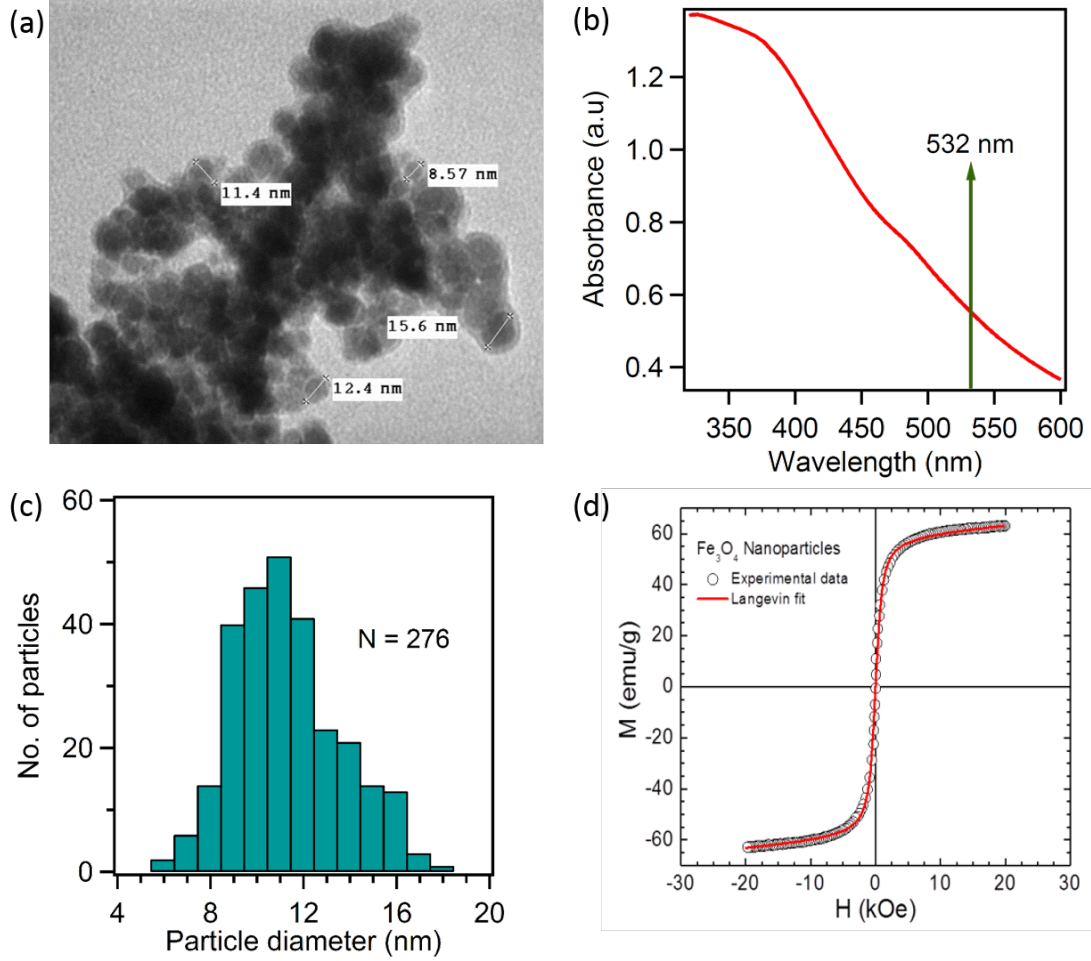 (a)
11.4 nm
8.57 nm
15.6 nm
12.4 nm
(b)
Absorbance (a.u)
1.2
1.0
0.8
0.6
0.4
532 nm
350 400 450 500 550 600
Wavelength (nm)
(c)
No. of particles
60
40
20
0
N = 276
4 8 12 16 20
Particle diameter (nm)
(d)
M (emu/g)
60
40
20
0
-20
-40
-60
Fe₃O₄ Nanoparticles
Experimental data
Langevin fit
-30 -20 -10 0 10 20 30
H (kOe)